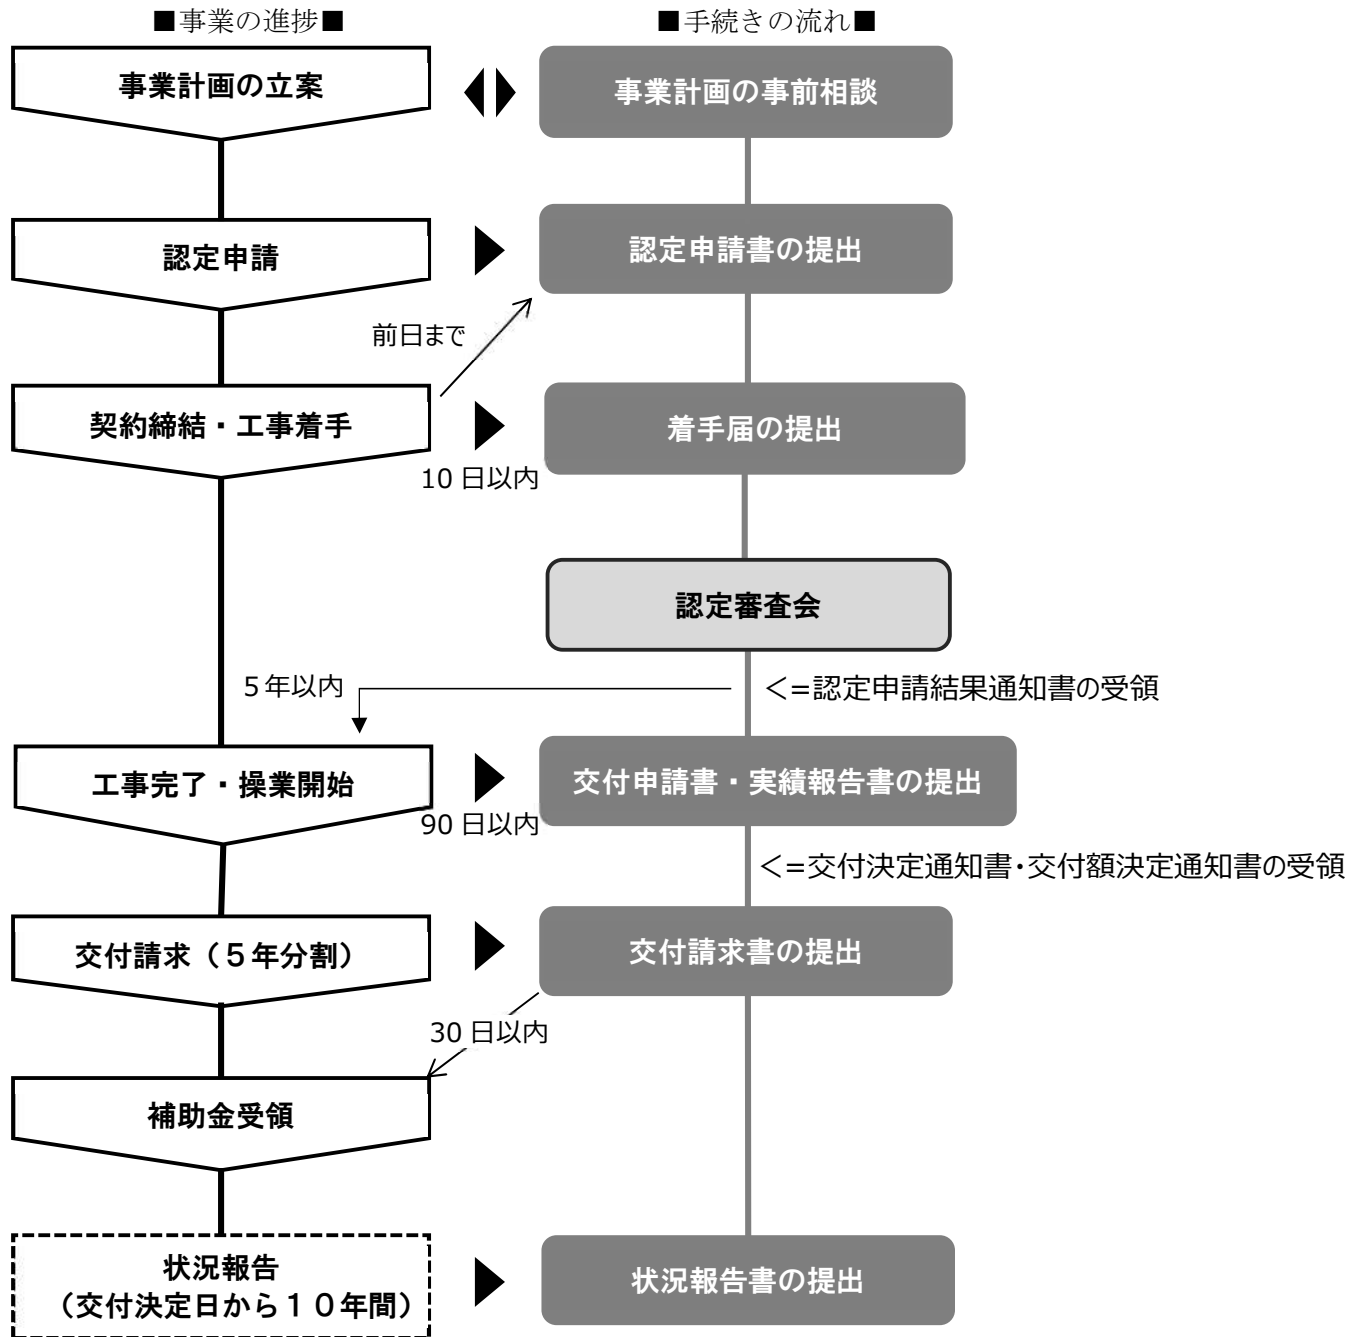 ■事業の進捗■
■手続きの流れ■
事業計画の立案
事業計画の事前相談
認定申請
認定申請書の提出
前日まで
契約締結・工事着手
着手届の提出
10日以内
認定審査会
5年以内
<=認定申請結果通知書の受領
工事完了・操業開始
交付申請書・実績報告書の提出
90日以内
<=交付決定通知書・交付額決定通知書の受領
交付請求（５年分割）
交付請求書の提出
30日以内
補助金受領
状況報告
（交付決定日から１０年間）
状況報告書の提出